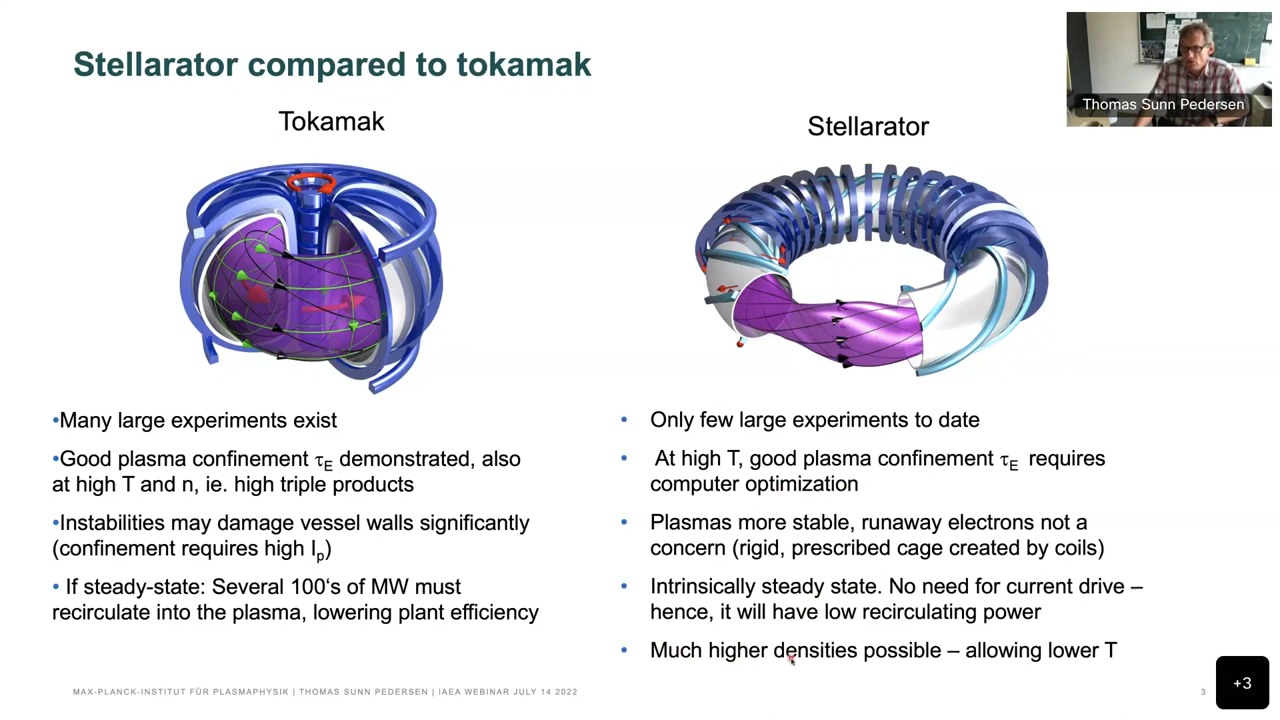 Stellarator compared to tokamak
Thomas Sunn Pedersen
Tokamak
Stellarator
•Many large experiments exist
•Good plasma confinement τE demonstrated, also
at high T and n, ie. high triple products
•Instabilities may damage vessel walls significantly
(confinement requires high Ip)
• If steady-state: Several 100‘s of MW must
recirculate into the plasma, lowering plant efficiency
• Only few large experiments to date
• At high T, good plasma confinement τE requires
computer optimization
• Plasmas more stable, runaway electrons not a
concern (rigid, prescribed cage created by coils)
• Intrinsically steady state. No need for current drive –
hence, it will have low recirculating power
• Much higher densities possible – allowing lower T
MAX-PLANCK-INSTITUT FÜR PLASMAPHYSIK | THOMAS SUNN PEDERSEN | IAEA WEBINAR JULY 14 2022
3
+3